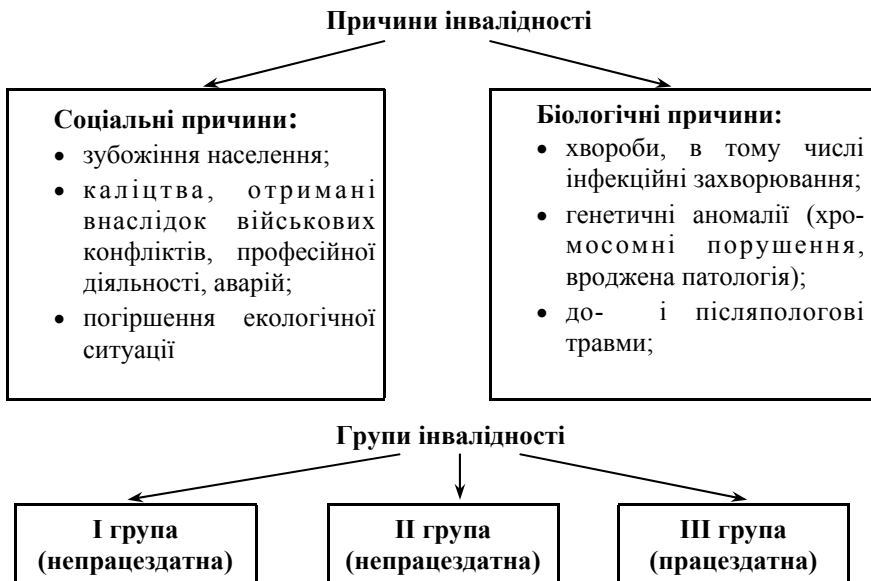 Причини інвалідності
Соціальні причини:
• зубожіння населення;
• каліцтва, отримані
внаслідок військових
конфліктів, професійної
діяльності, аварій;
• погіршення екологічної
ситуації
Біологічні причини:
• хвороби, в тому числі
інфекційні захворювання;
• генетичні аномалії (хро-
мосомні порушення,
вроджена патологія);
• до- і післяпологові
травми;
Групи інвалідності
І група
(непрацездатна)
ІІ група
(непрацездатна)
ІІІ група
(працездатна)